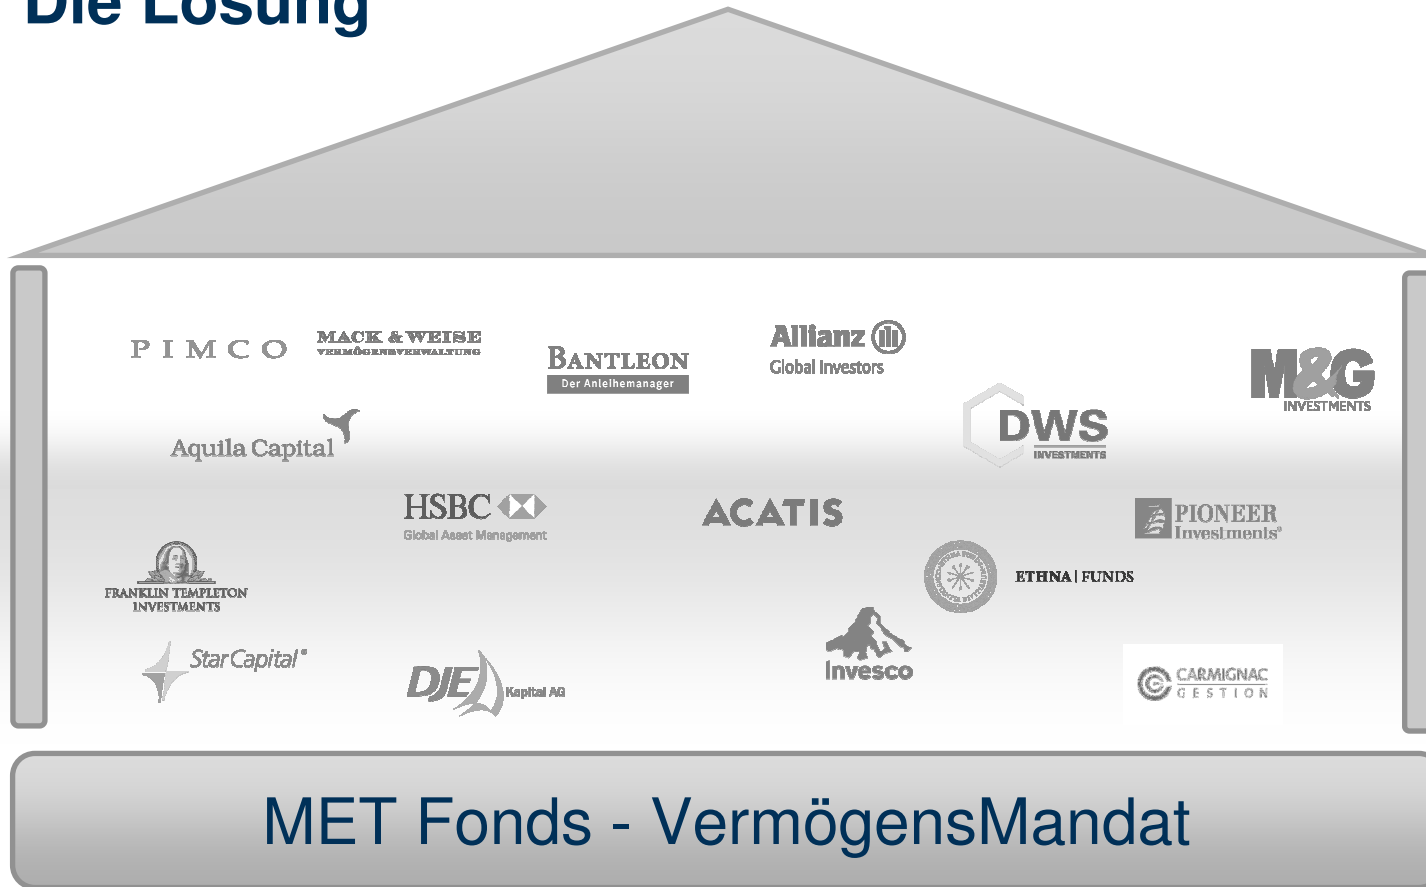 Die Lösung
PIMCO
MACK & WEISE
VERMÖGENSVERWALTUNG
BANTLEON
Der Anleihemanager
Allianz
Global Investors
M&G
INVESTMENTS
DWS
INVESTMENTS
Aquila Capital
HSBC
Global Asset Management
ACATIS
PIONEER
Investments®
FRANKLIN TEMPLETON
INVESTMENTS
ETHNA | FUNDS
StarCapital®
DJE Kapital AG
Invesco
CARMIGNAC
GESTION
MET Fonds - VermögensMandat